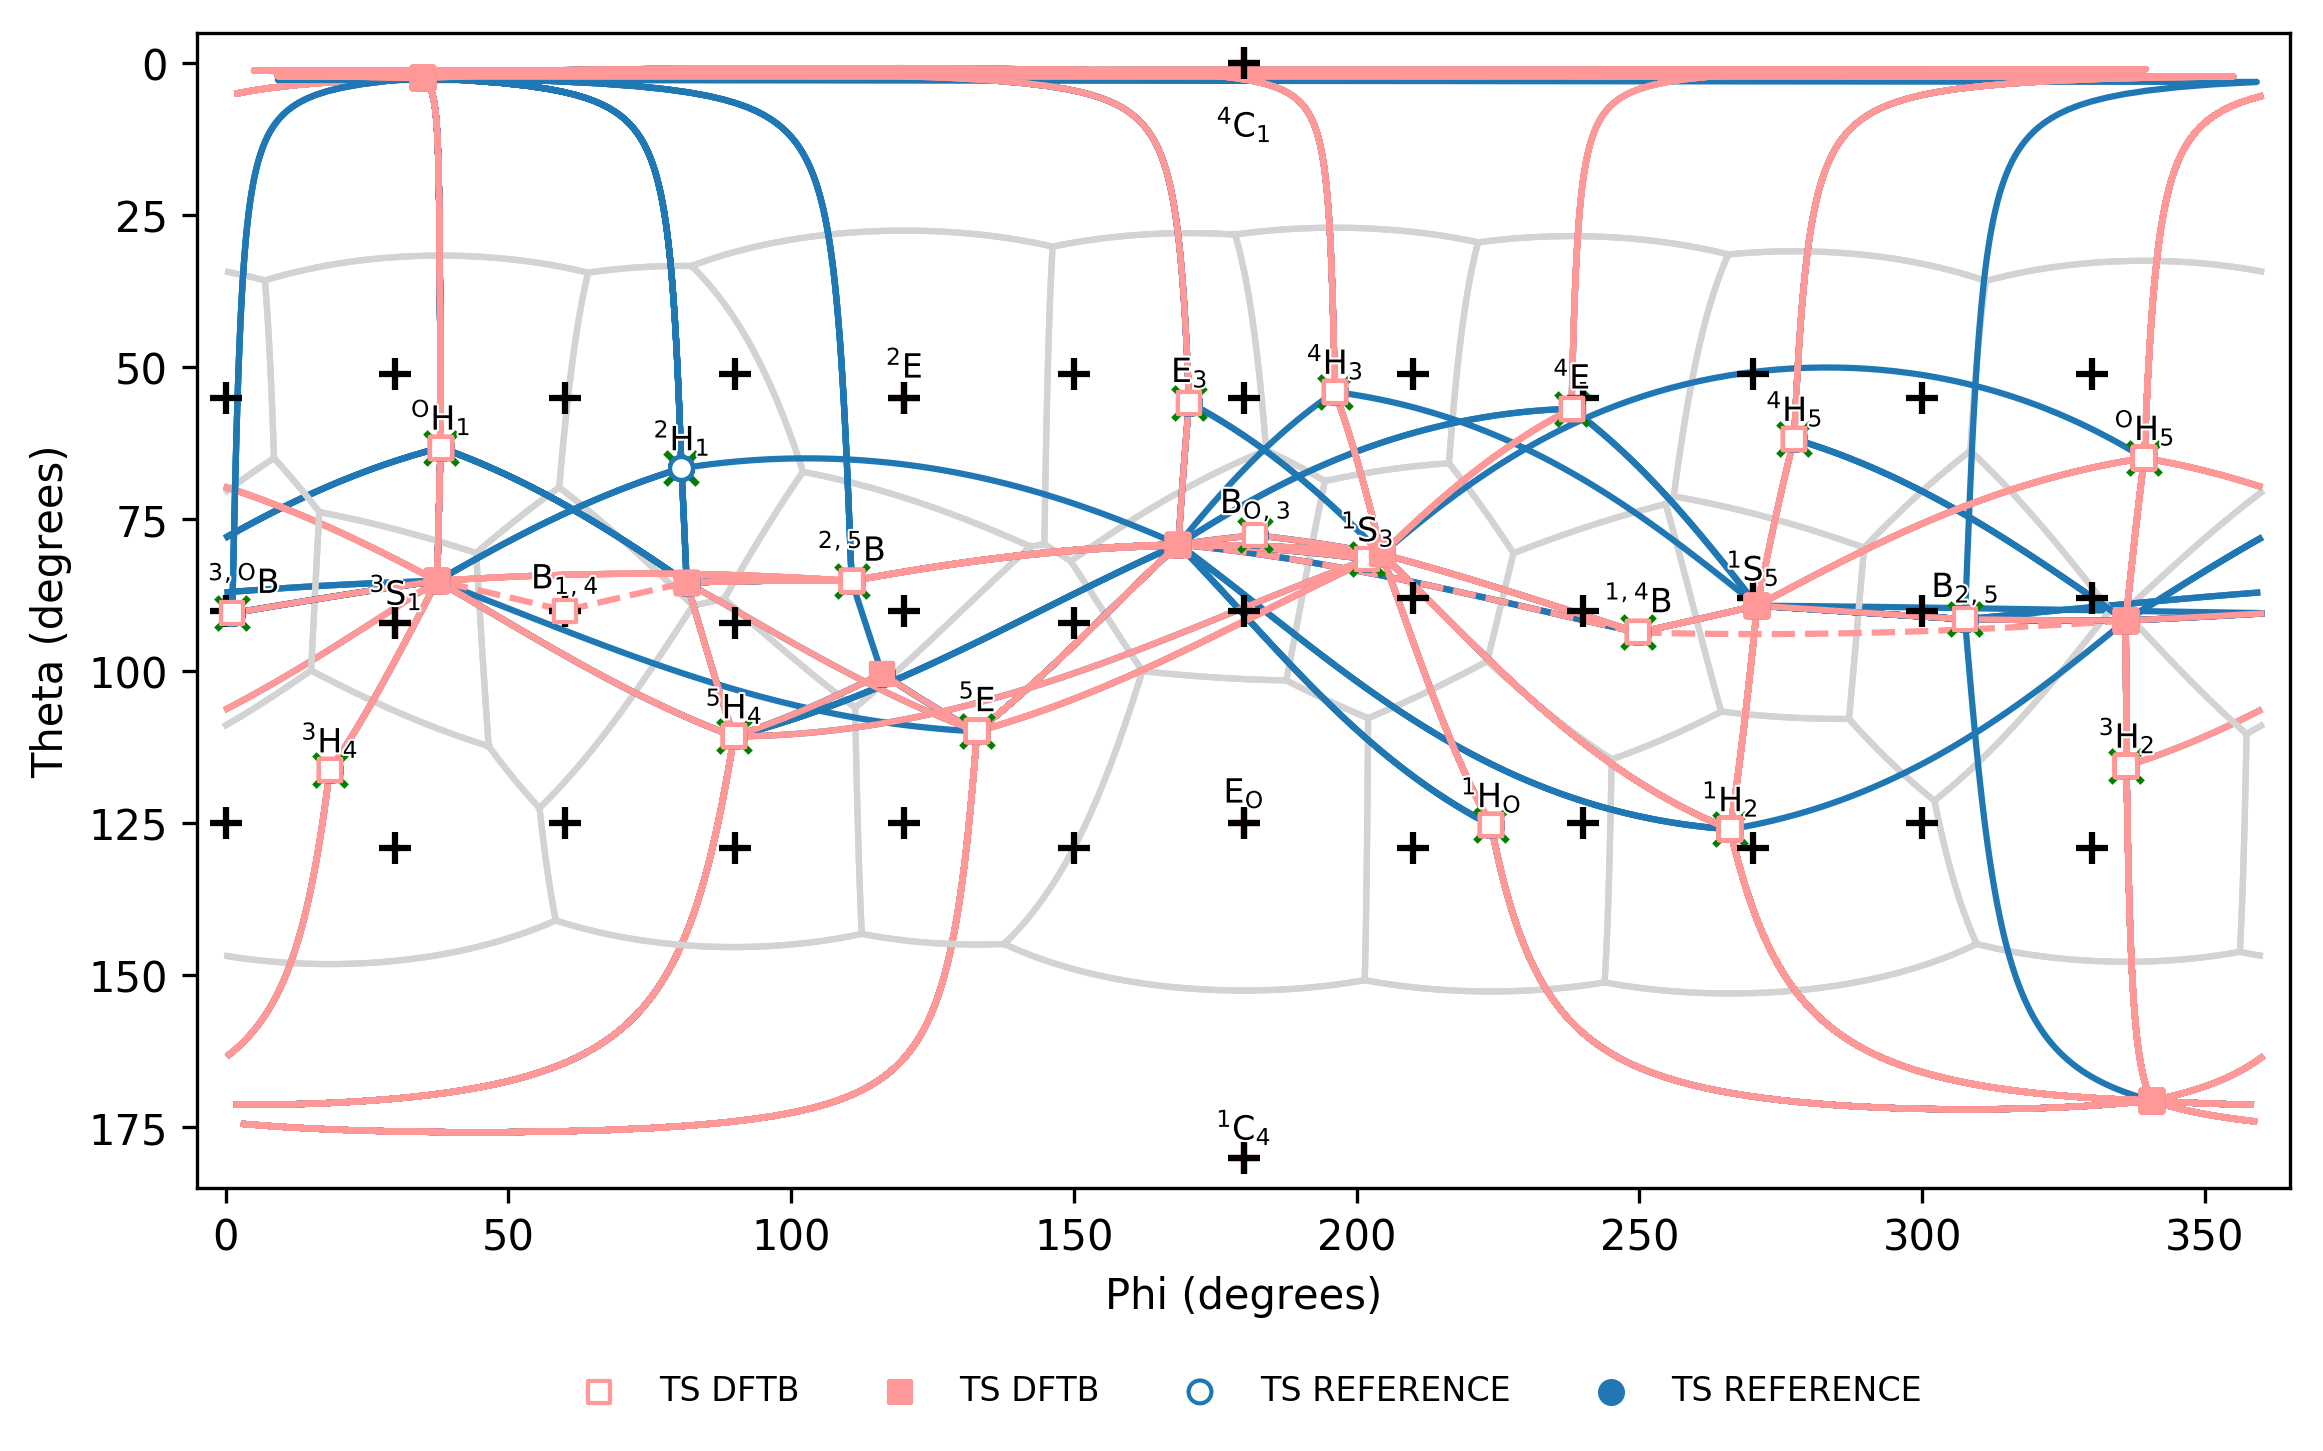 0
25
50
75
100
125
150
175
Theta (degrees)
⁴C₁
²E
E₃
⁴H₃
⁴E
⁴H₅
ᴼH₅
ᴼH₁
²H₁
B_O,3
¹S₃
³,ᴼB
³S₁
B₁,₄
²,⁵B
¹S₅
¹,⁴B
B₂,₅
⁵H₄
⁵E
³H₄
³H₂
E_O
¹H_O
¹H₂
¹C₄
0 50 100 150 200 250 300 350
Phi (degrees)
TS DFTB TS DFTB TS REFERENCE TS REFERENCE